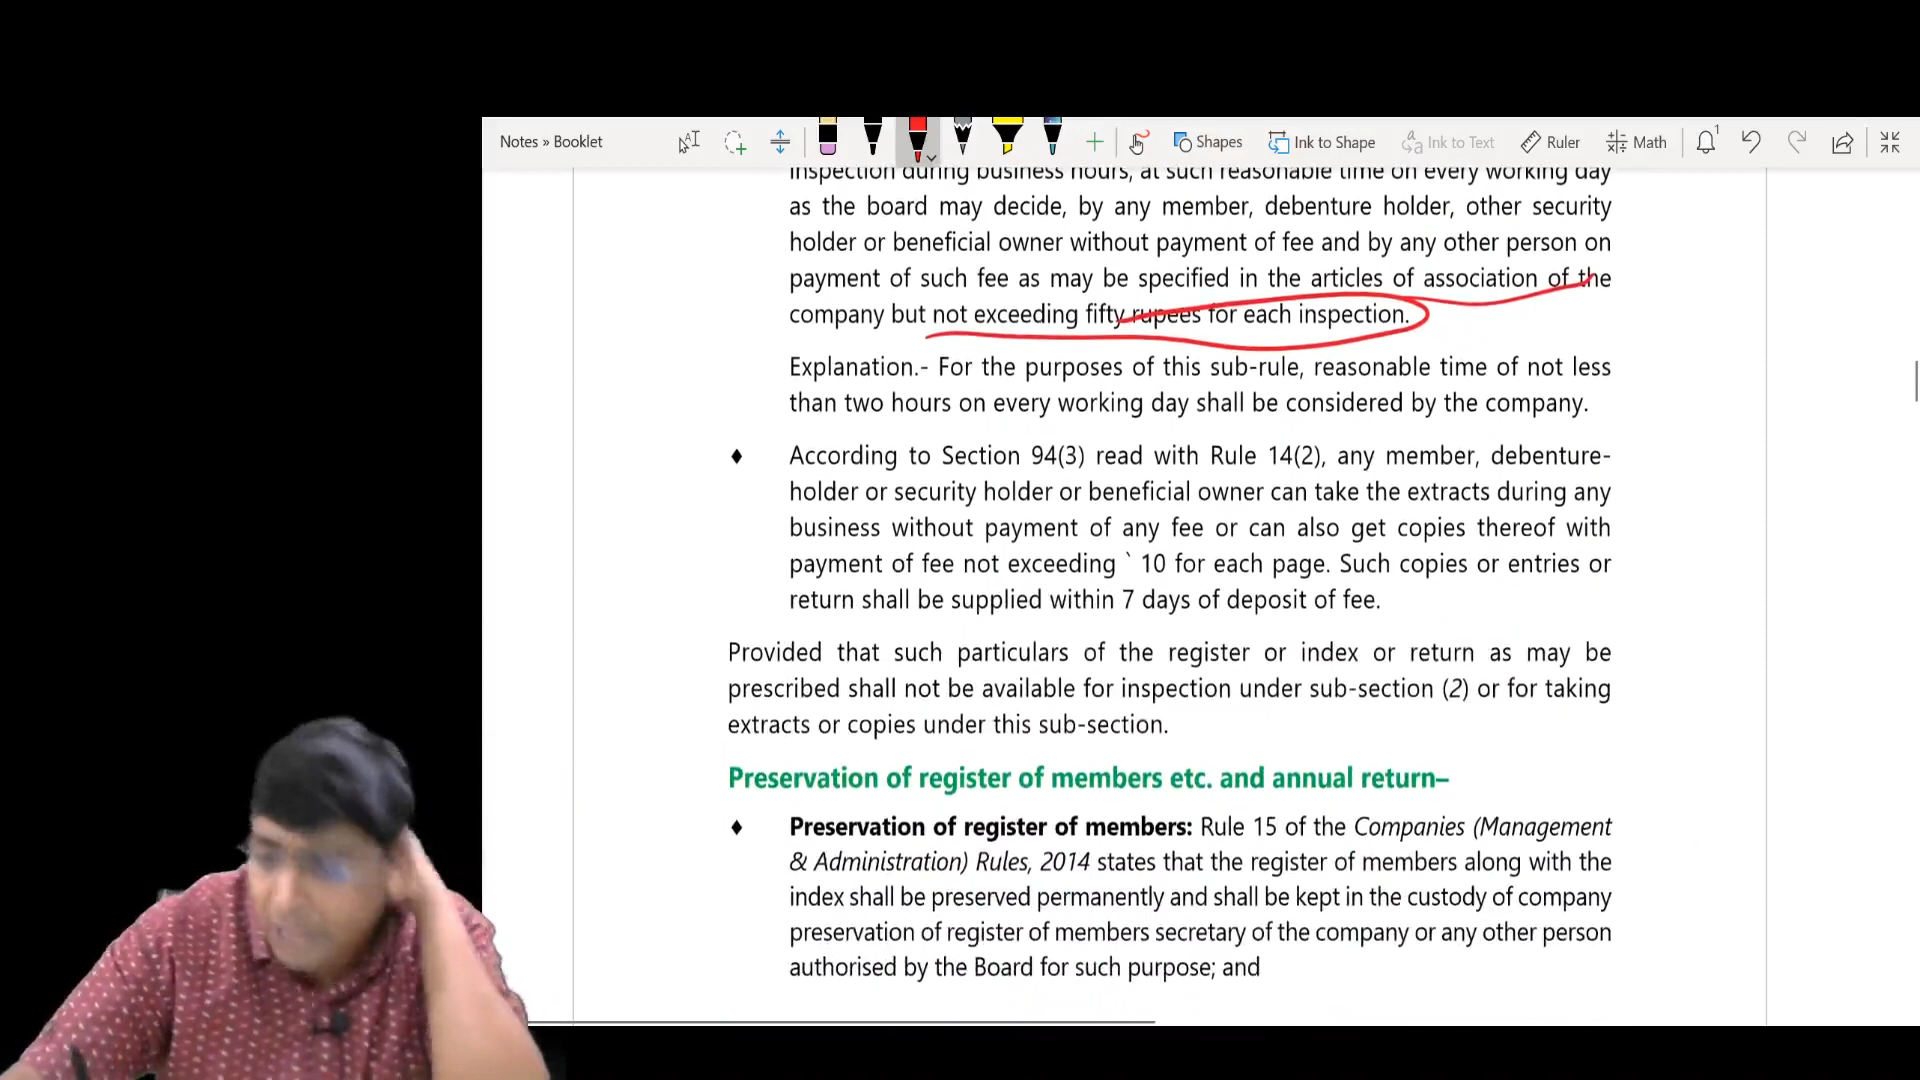 Notes » Booklet
1
Shapes
Ink to Shape
Ink to Text
Ruler
Math
inspection during business hours, at such reasonable time on every working day
as the board may decide, by any member, debenture holder, other security
holder or beneficial owner without payment of fee and by any other person on
payment of such fee as may be specified in the articles of association of the
company but not exceeding fifty rupees for each inspection.
Explanation.- For the purposes of this sub-rule, reasonable time of not less
than two hours on every working day shall be considered by the company.
♦ According to Section 94(3) read with Rule 14(2), any member, debenture-
holder or security holder or beneficial owner can take the extracts during any
business without payment of any fee or can also get copies thereof with
payment of fee not exceeding ` 10 for each page. Such copies or entries or
return shall be supplied within 7 days of deposit of fee.
Provided that such particulars of the register or index or return as may be
prescribed shall not be available for inspection under sub-section (2) or for taking
extracts or copies under this sub-section.
Preservation of register of members etc. and annual return–
♦ Preservation of register of members: Rule 15 of the Companies (Management
& Administration) Rules, 2014 states that the register of members along with the
index shall be preserved permanently and shall be kept in the custody of company
preservation of register of members secretary of the company or any other person
authorised by the Board for such purpose; and